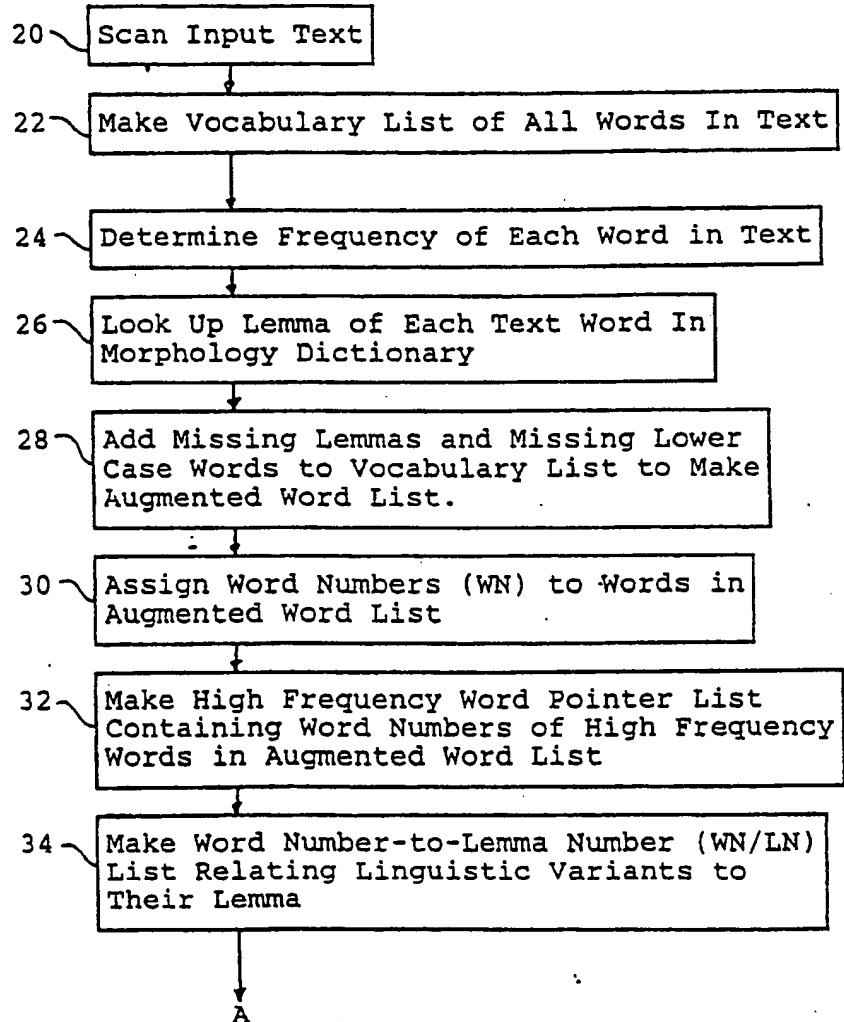 20 Scan Input Text
22 Make Vocabulary List of All Words In Text
24 Determine Frequency of Each Word in Text
26 Look Up Lemma of Each Text Word In
Morphology Dictionary
28 Add Missing Lemmas and Missing Lower
Case Words to Vocabulary List to Make
Augmented Word List.
30 Assign Word Numbers (WN) to Words in
Augmented Word List
32 Make High Frequency Word Pointer List
Containing Word Numbers of High Frequency
Words in Augmented Word List
34 Make Word Number-to-Lemma Number (WN/LN)
List Relating Linguistic Variants to
Their Lemma
A